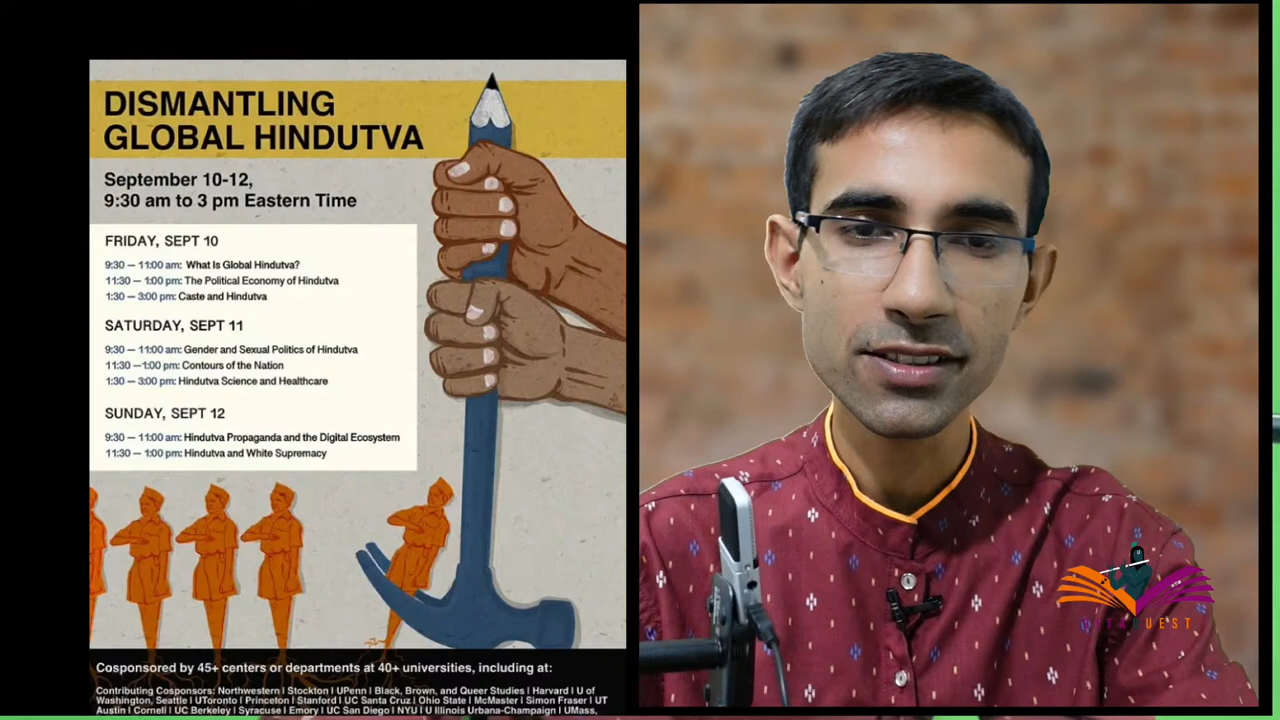 DISMANTLING
GLOBAL HINDUTVA
September 10-12,
9:30 am to 3 pm Eastern Time
FRIDAY, SEPT 10
9:30 — 11:00 am: What Is Global Hindutva?
11:30 — 1:00 pm: The Political Economy of Hindutva
1:30 — 3:00 pm: Caste and Hindutva
SATURDAY, SEPT 11
9:30 — 11:00 am: Gender and Sexual Politics of Hindutva
11:30 —1:00 pm: Contours of the Nation
1:30 — 3:00 pm: Hindutva Science and Healthcare
SUNDAY, SEPT 12
9:30 — 11:00 am: Hindutva Propaganda and the Digital Ecosystem
11:30 — 1:00 pm: Hindutva and White Supremacy
Cosponsored by 45+ centers or departments at 40+ universities, including at:
Contributing Cosponsors: Northwestern | Stockton | UPenn | Black, Brown, and Queer Studies | Harvard | U of
Washington, Seattle | UToronto | Princeton | Stanford | UC Santa Cruz | Ohio State | McMaster | Simon Fraser | UT
Austin | Cornell | UC Berkeley | Syracuse | Emory | UC San Diego | NYU | U Illinois Urbana-Champaign | UMass,